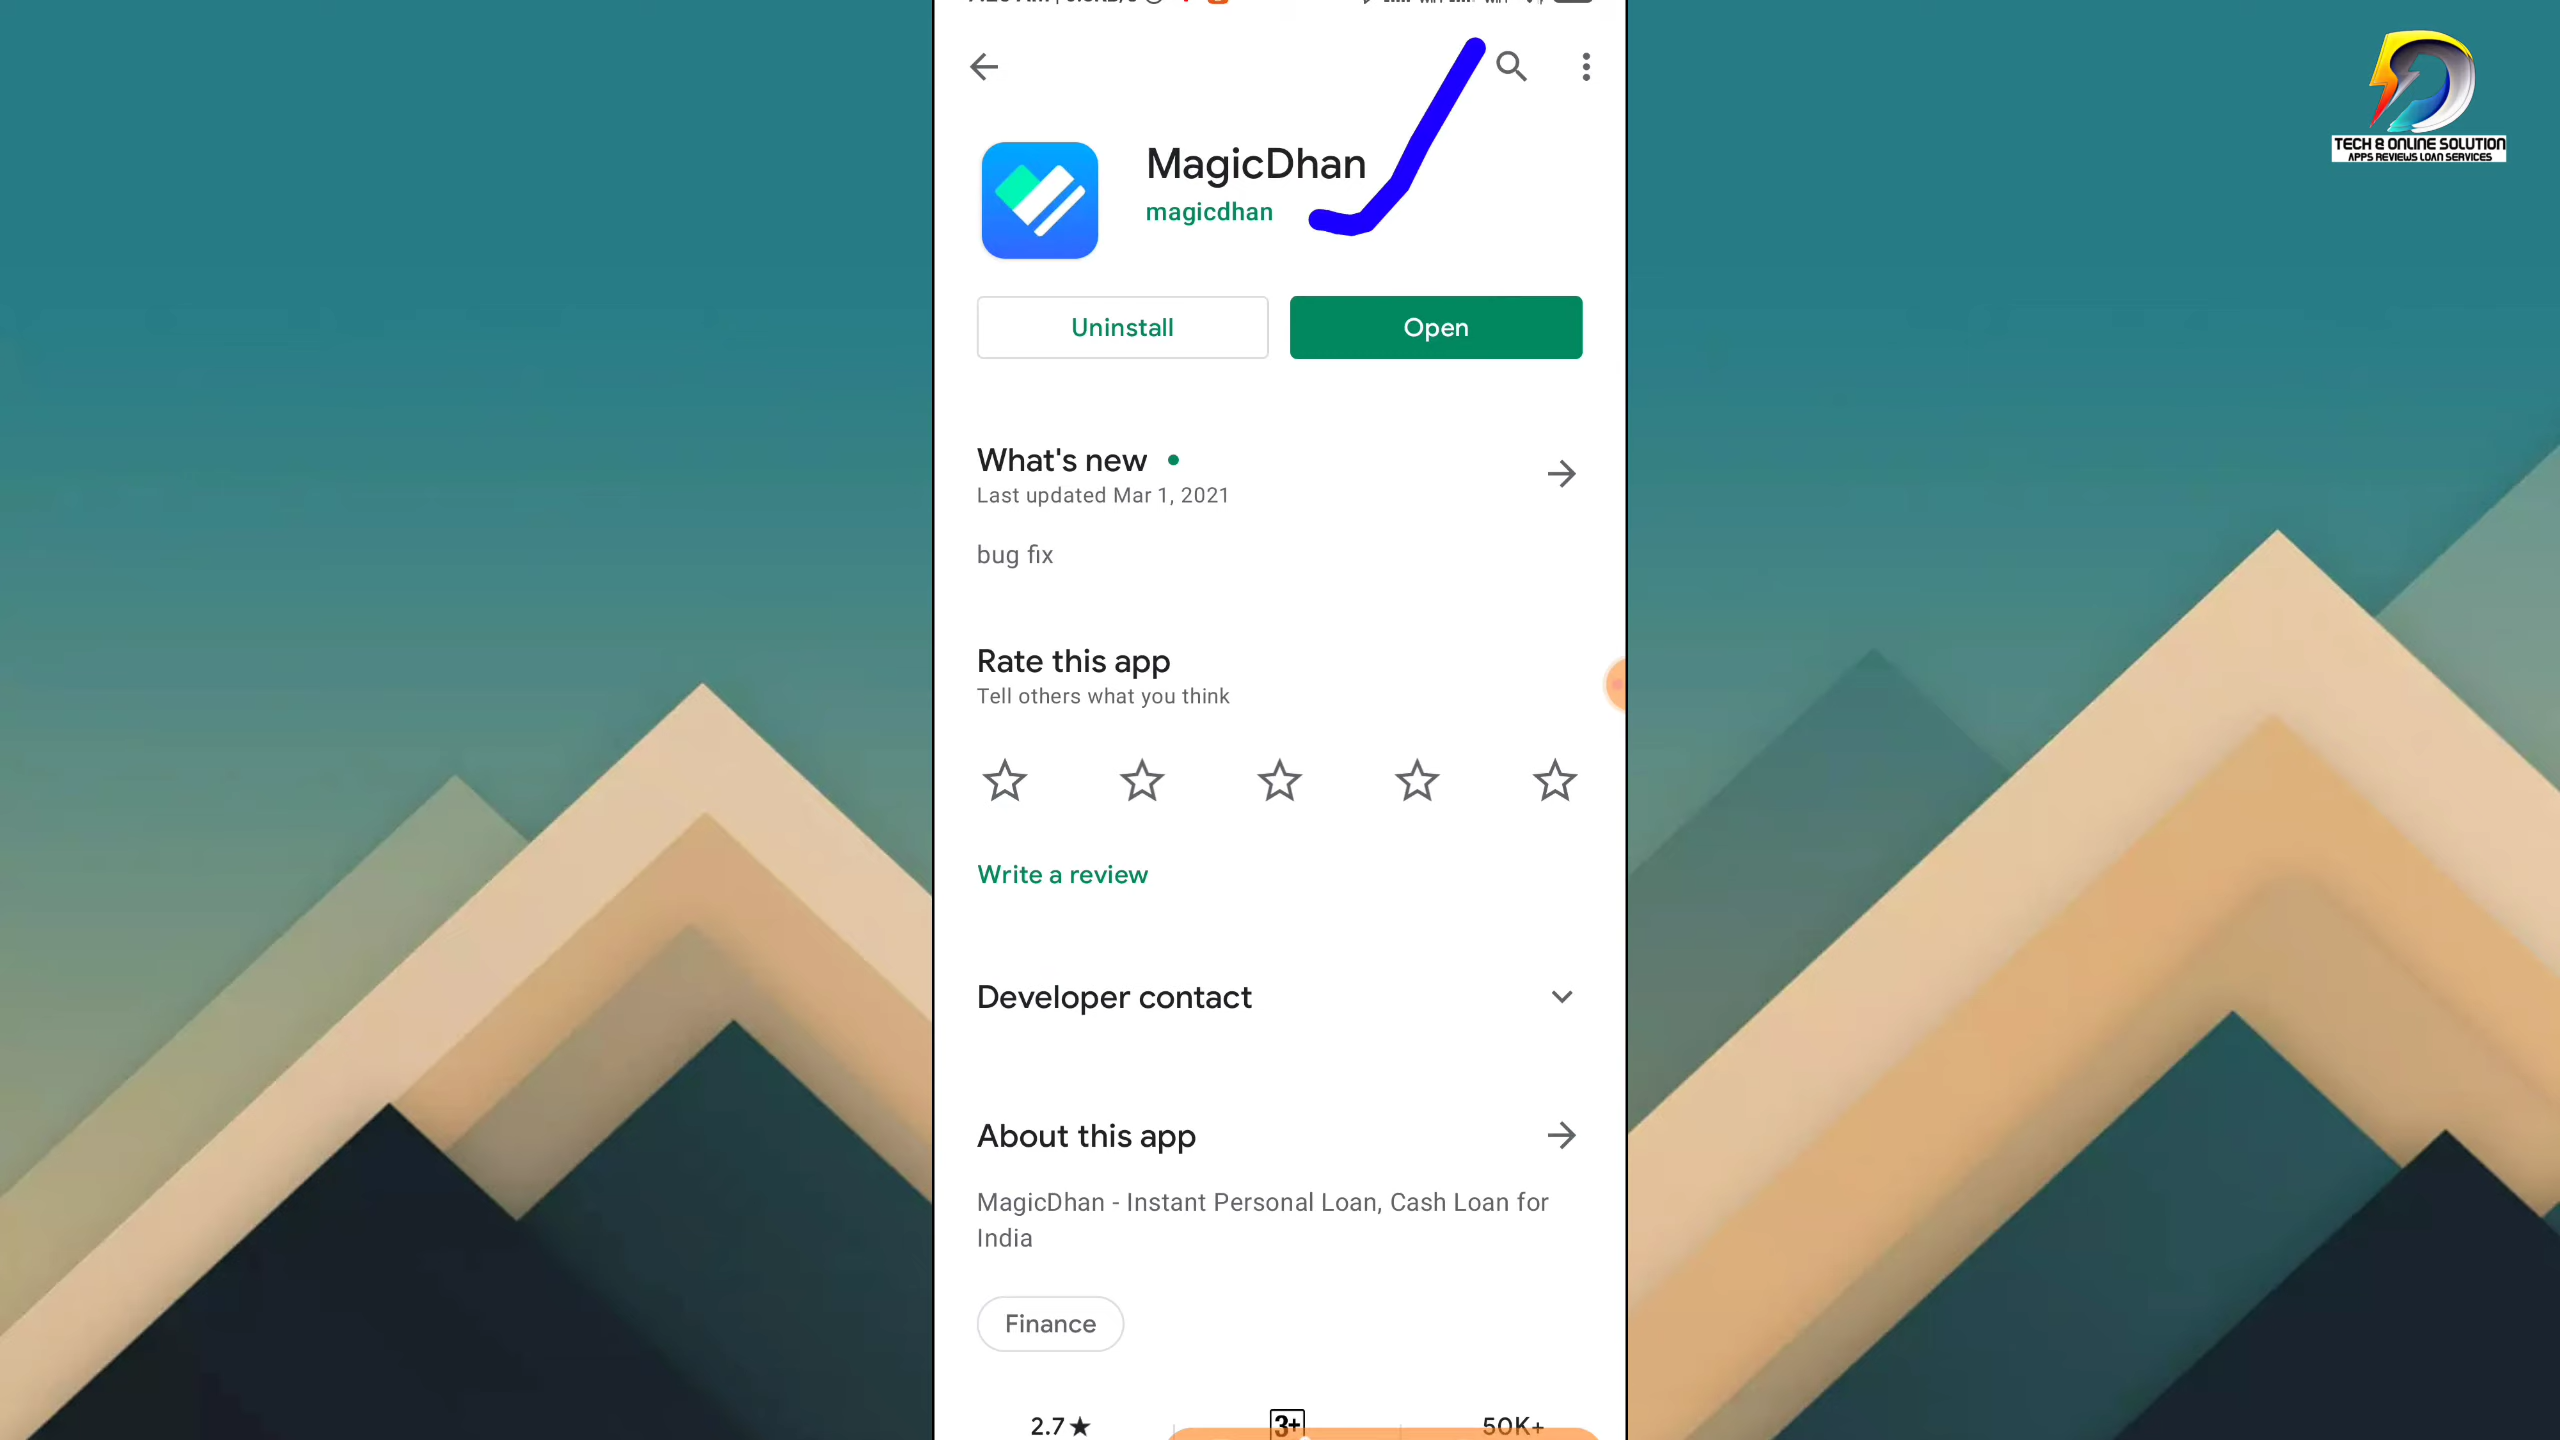 MagicDhan
magicdhan
Uninstall
Open
What's new
Last updated Mar 1, 2021
bug fix
Rate this app
Tell others what you think
Write a review
Developer contact
About this app
MagicDhan - Instant Personal Loan, Cash Loan for
India
Finance
2.7★
3+
50K+
TECH & ONLINE SOLUTION
APPS REVIEWS LOAN SERVICES